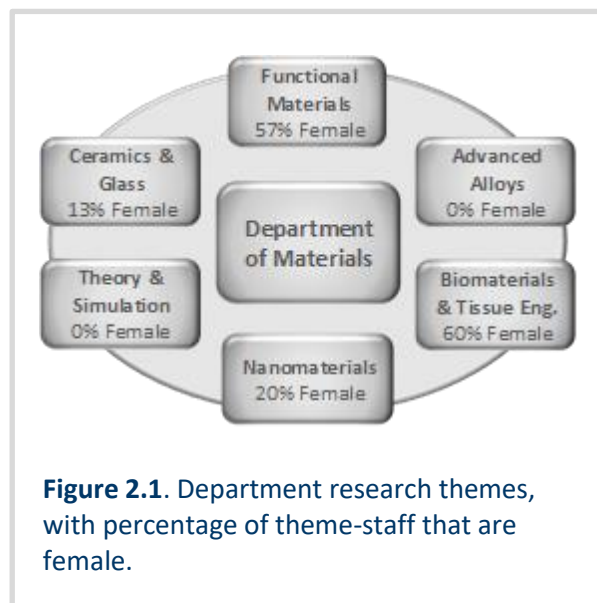 Functional
Materials
57% Female
Ceramics &
Glass
13% Female
Advanced
Alloys
0% Female
Department
of Materials
Theory &
Simulation
0% Female
Biomaterials
& Tissue Eng.
60% Female
Nanomaterials
20% Female
Figure 2.1. Department research themes,
with percentage of theme-staff that are
female.